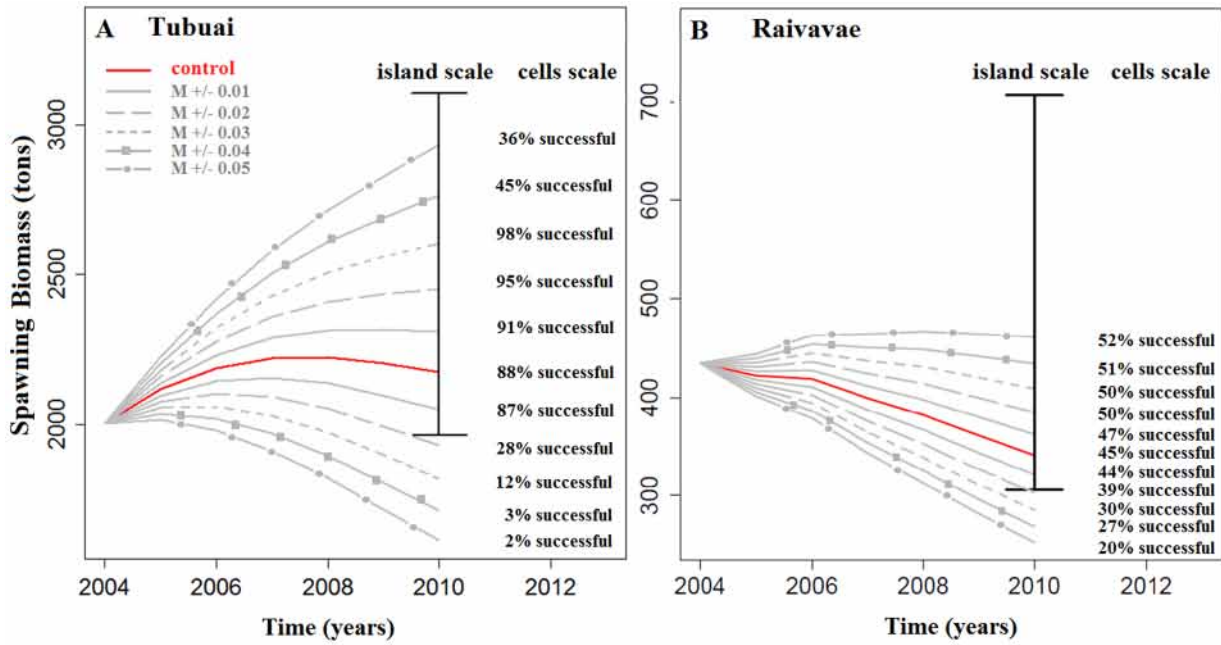 A Tubuai
control
M +/- 0.01
M +/- 0.02
M +/- 0.03
M +/- 0.04
M +/- 0.05
island scale cells scale
36% successful
45% successful
98% successful
95% successful
91% successful
88% successful
87% successful
28% successful
12% successful
3% successful
2% successful
Spawning Biomass (tons)
3000
2500
2000
2004 2006 2008 2010 2012
Time (years)
B Raivavae
island scale cells scale
52% successful
51% successful
50% successful
50% successful
47% successful
45% successful
44% successful
39% successful
30% successful
27% successful
20% successful
700
600
500
400
300
2004 2006 2008 2010 2012
Time (years)